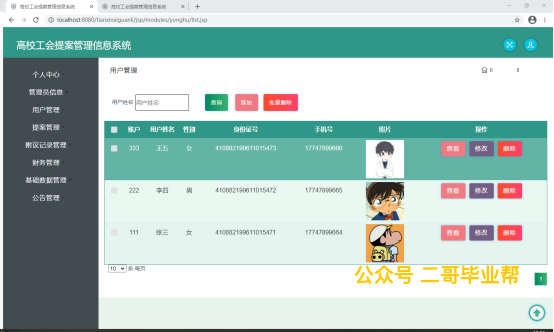 高校工会提案管理信息系统
高校工会提案管理信息系统
localhost:8080/tianxinxiguanli/jsp/modules/yonghu/list.jsp
高校工会提案管理信息系统
个人中心
管理员信息
用户管理
提案管理
附议记录管理
财务管理
基础数据管理
公告管理
用户管理
用户姓名 用户姓名 查询 添加 批量删除
账户 用户姓名 性别 身份证号 手机号 照片 操作
333 王五 女 410882199611015473 17747899666 查看 修改 删除
222 李四 男 410882199611015472 17747899665 查看 修改 删除
111 张三 女 410882199611015471 17747899664 查看 修改 删除
10 条 每页
1
公众号 二哥毕业帮